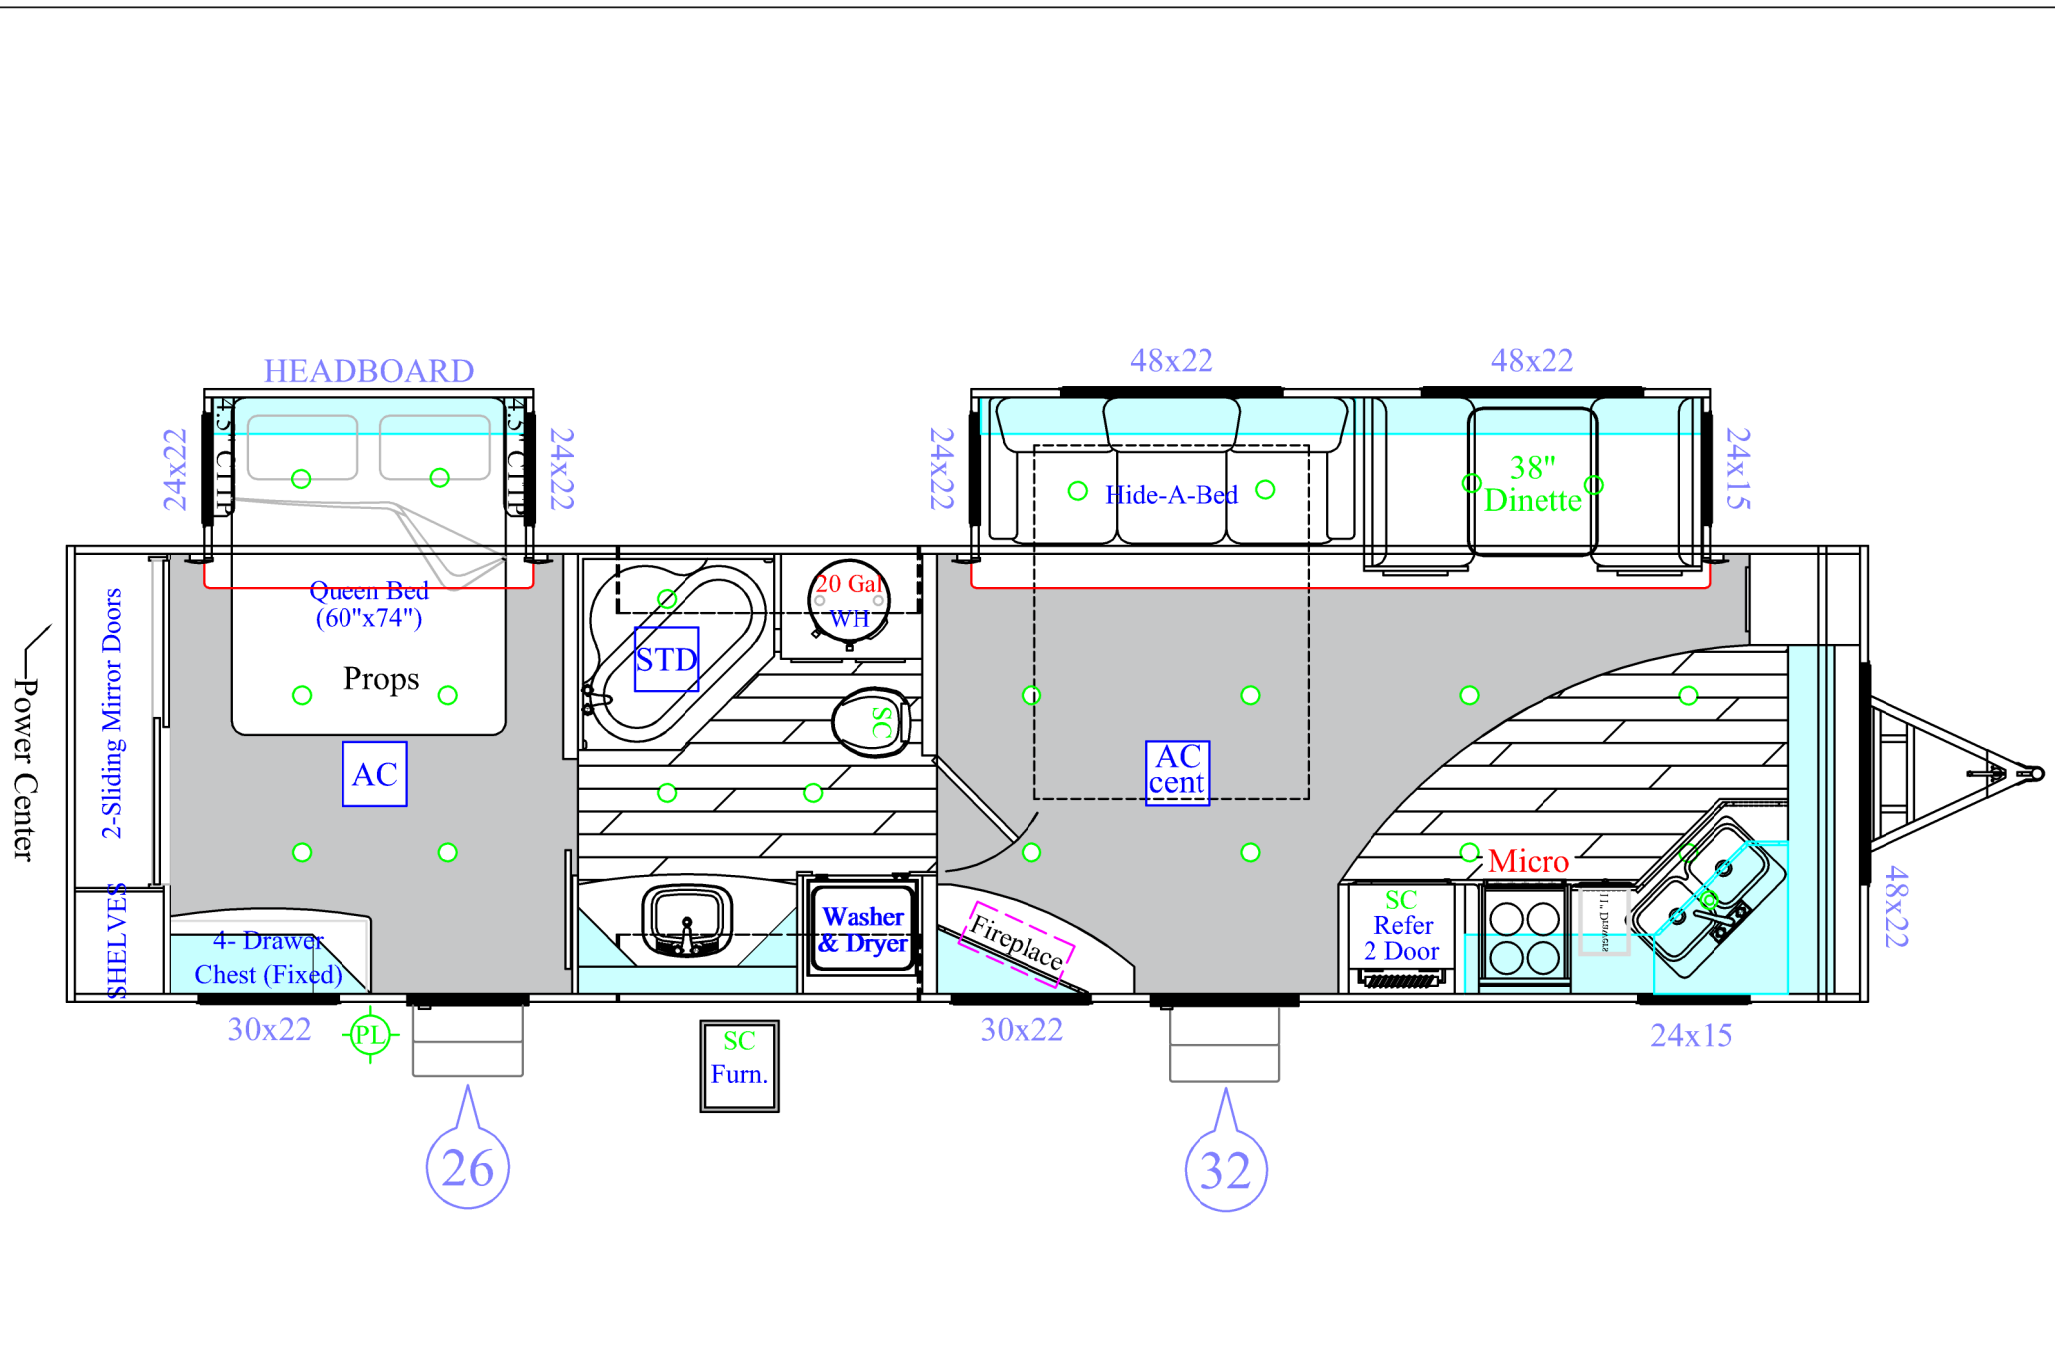 HEADBOARD
48x22
48x22
24x22
4.5" CTTP
4.5" CTTP
24x22
24x22
Hide-A-Bed
38"
Dinette
24x15
Queen Bed
(60"x74")
Props
AC
2-Sliding Mirror Doors
SHELVES
Power Center
STD
20 Gal
WH
SC
AC
cent
Micro
SC
Refer
2 Door
Washer
& Dryer
Fireplace
4- Drawer
Chest (Fixed)
48x22
30x22
PL
SC
Furn.
30x22
24x15
26
32